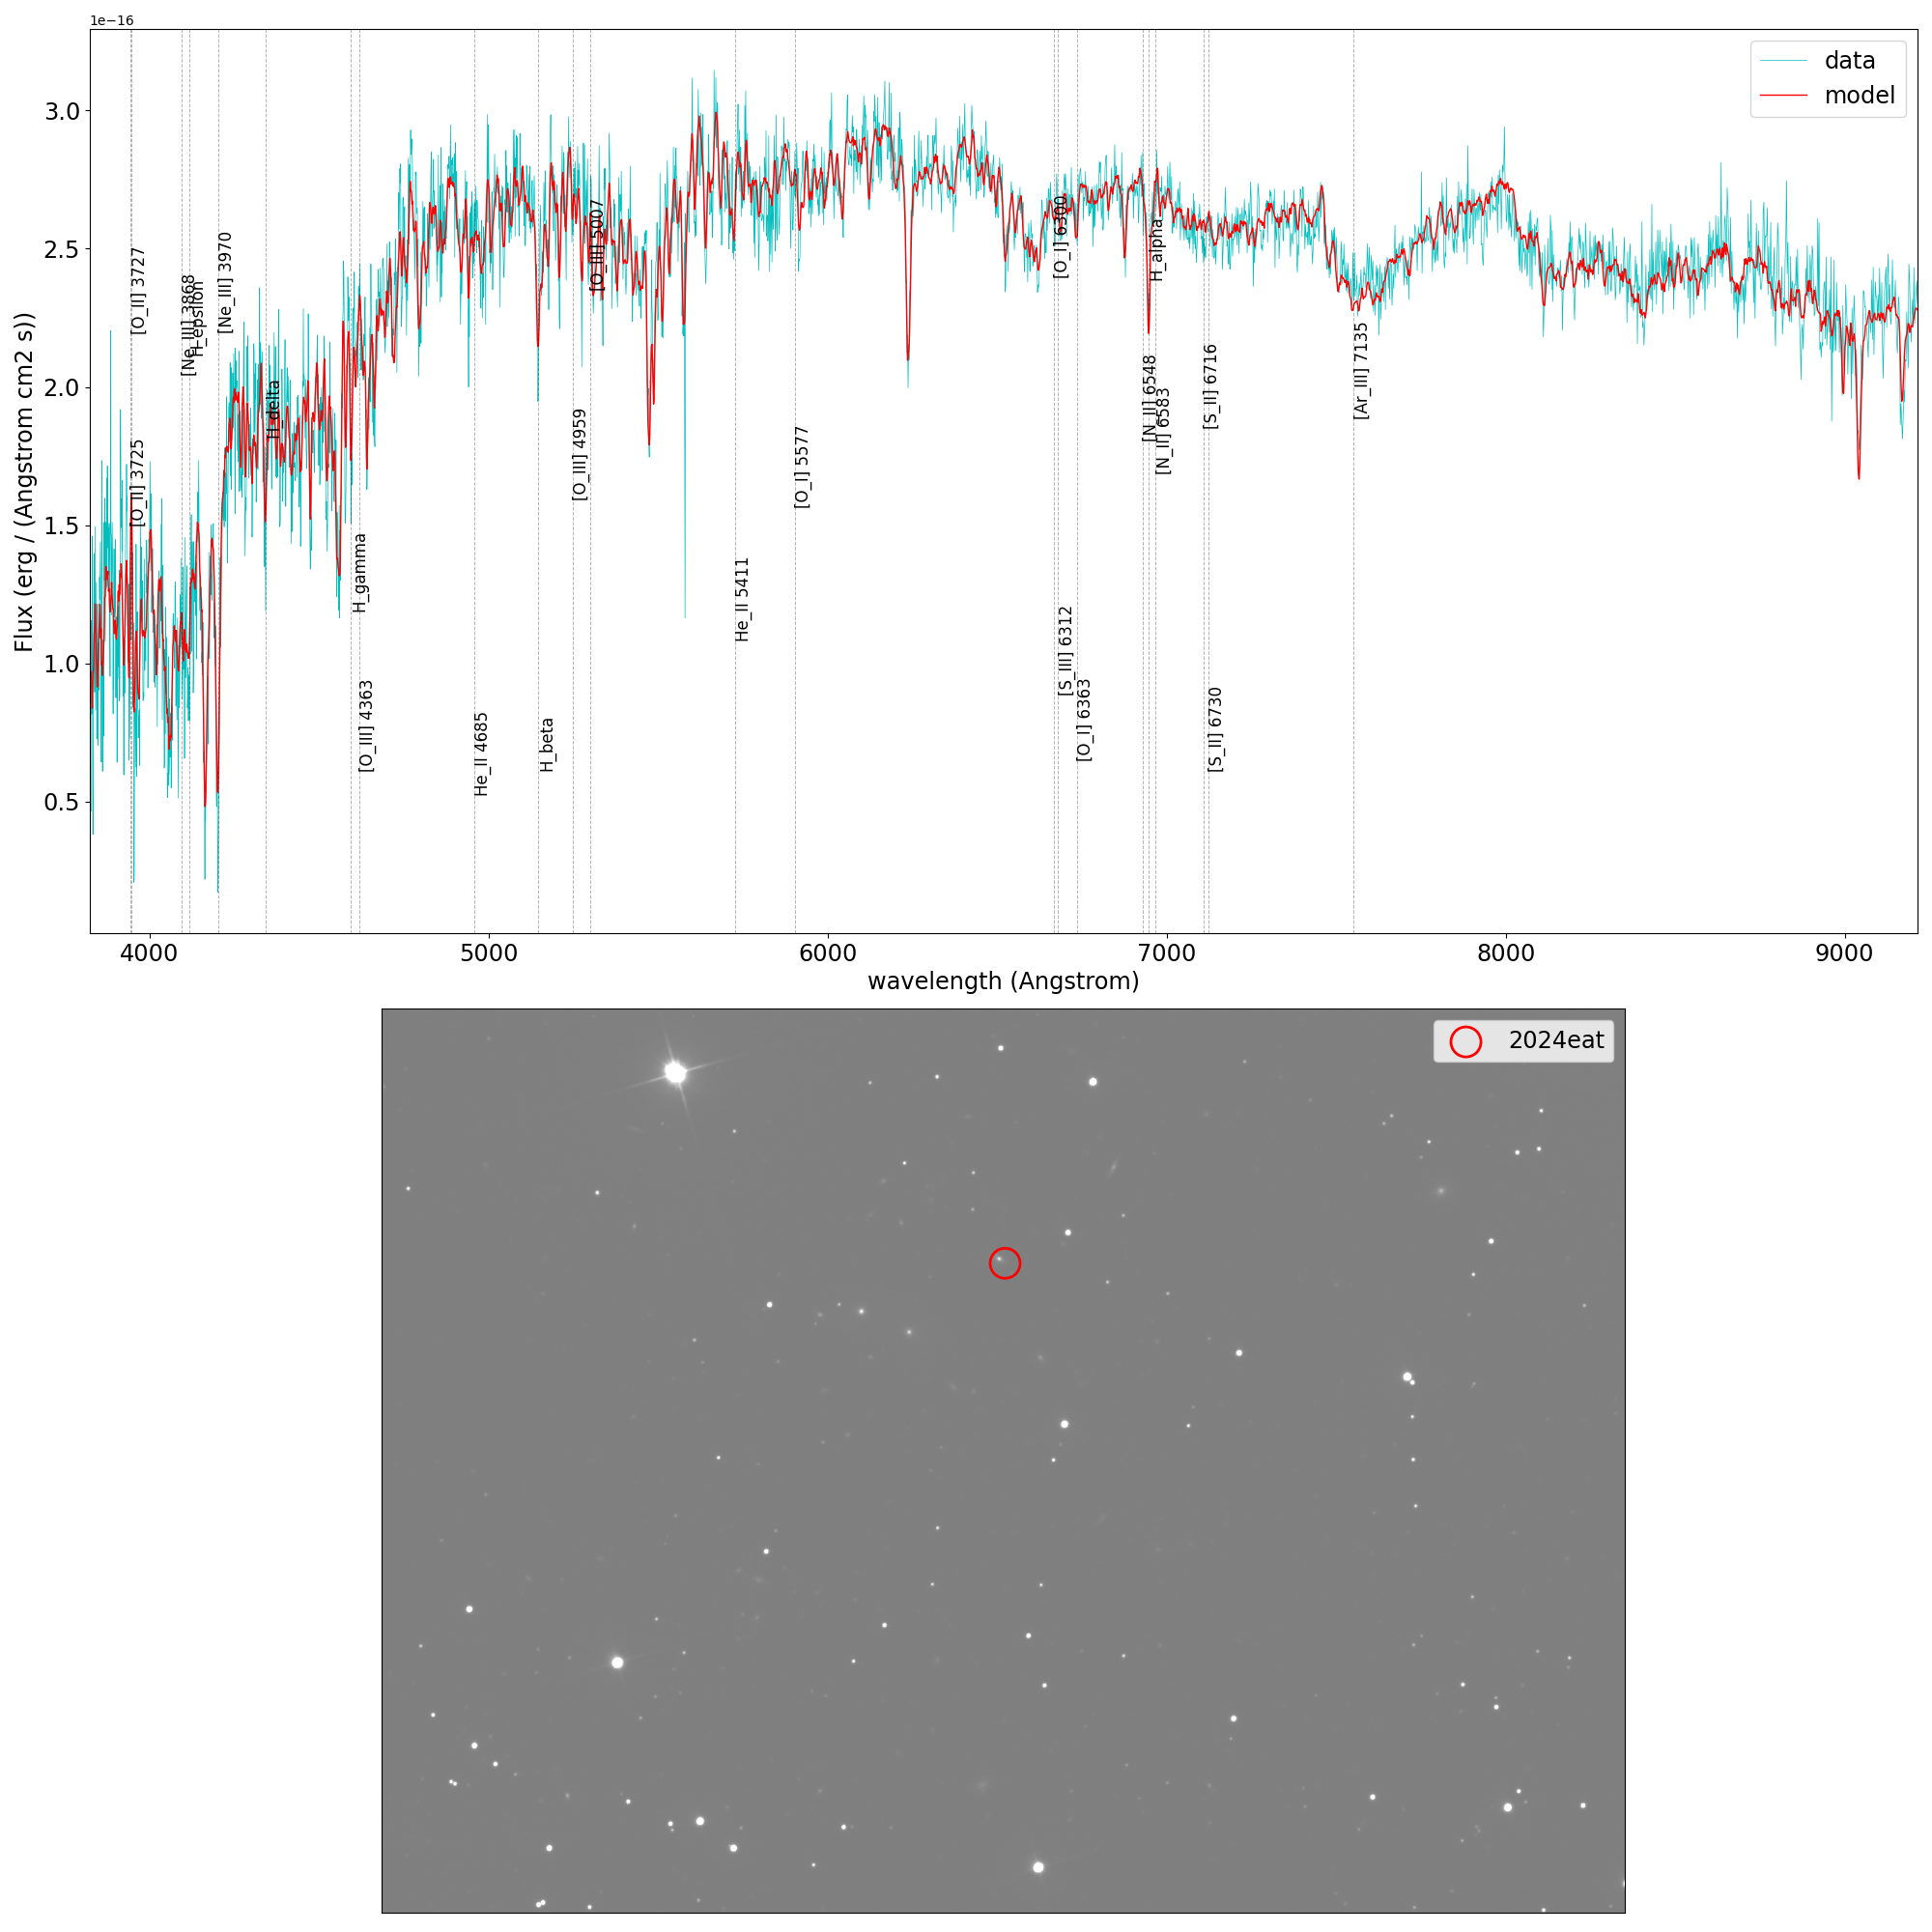 1e−16
data
model
3.0
2.5
2.0
1.5
1.0
0.5
Flux (erg / (Angstrom cm2 s))
[O_II] 3727
[O_II] 3725
[Ne_III] 3868
H_epsilon
[Ne_III] 3970
H_delta
H_gamma
[O_III] 4363
He_II 4685
H_beta
[O_III] 4959
[O_III] 5007
He_II 5411
[O_I] 5577
[O_I] 6300
[S_III] 6312
[O_I] 6363
[N_II] 6548
H_alpha
[N_II] 6583
[S_II] 6716
[S_II] 6730
[Ar_III] 7135
4000 5000 6000 7000 8000 9000
wavelength (Angstrom)
2024eat